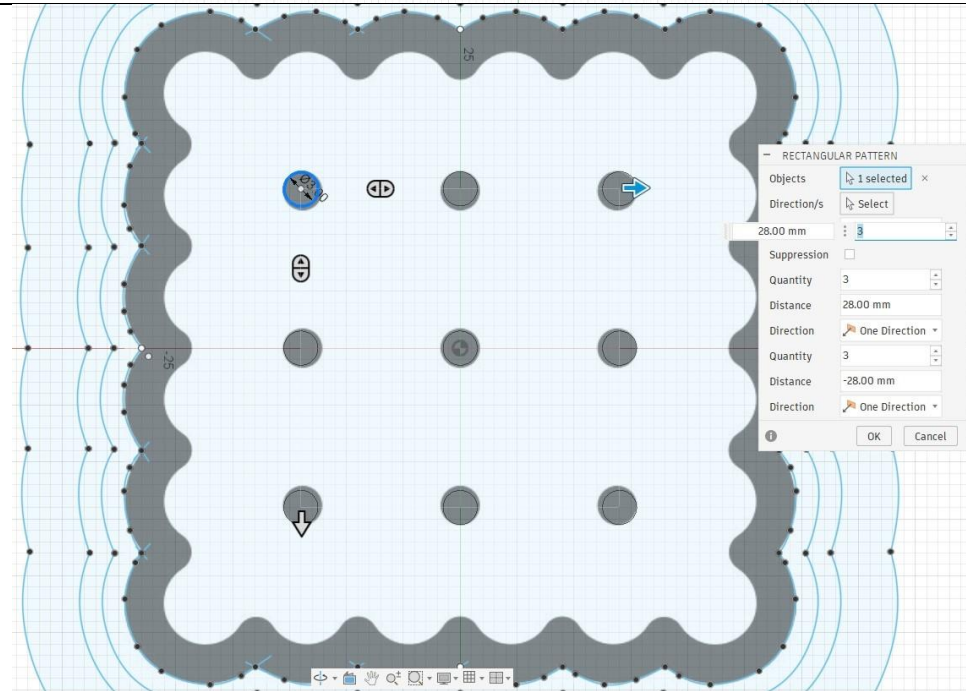 25
RECTANGULAR PATTERN
Objects 1 selected ×
Direction/s Select
28.00 mm 3
Suppression
Quantity 3
Distance 28.00 mm
Direction One Direction
Quantity 3
Distance -28.00 mm
Direction One Direction
OK Cancel
-25